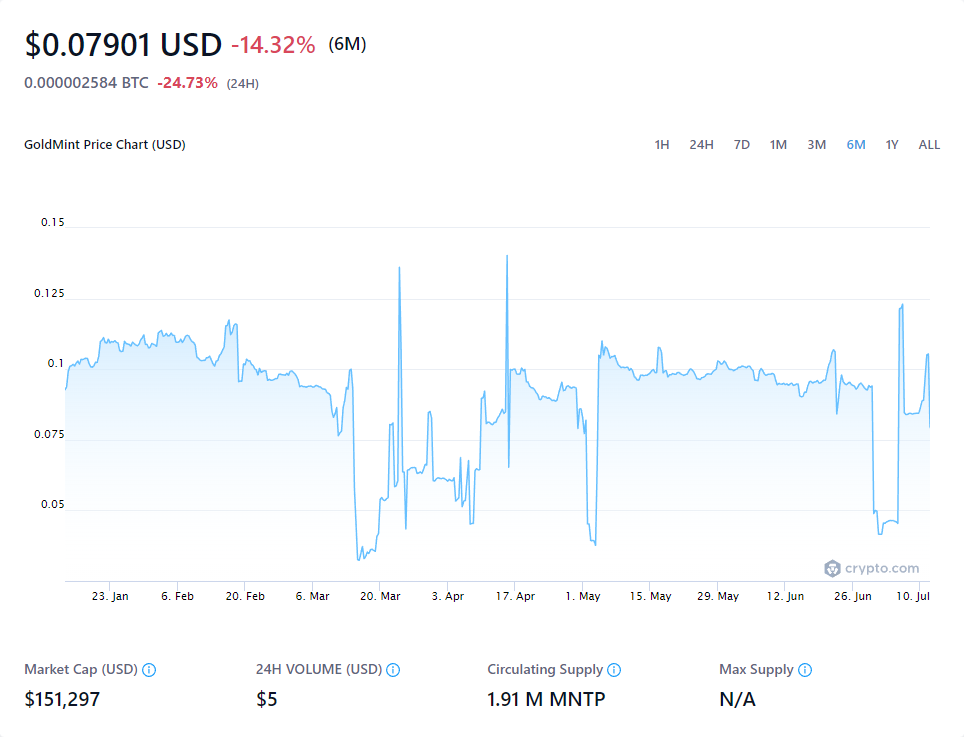 $0.07901 USD -14.32% (6M)
0.000002584 BTC -24.73% (24H)
GoldMint Price Chart (USD) 1H 24H 7D 1M 3M 6M 1Y ALL
0.15
0.125
0.1
0.075
0.05
crypto.com
23. Jan 6. Feb 20. Feb 6. Mar 20. Mar 3. Apr 17. Apr 1. May 15. May 29. May 12. Jun 26. Jun 10. Jul
Market Cap (USD) 24H VOLUME (USD) Circulating Supply Max Supply
$151,297 $5 1.91 M MNTP N/A